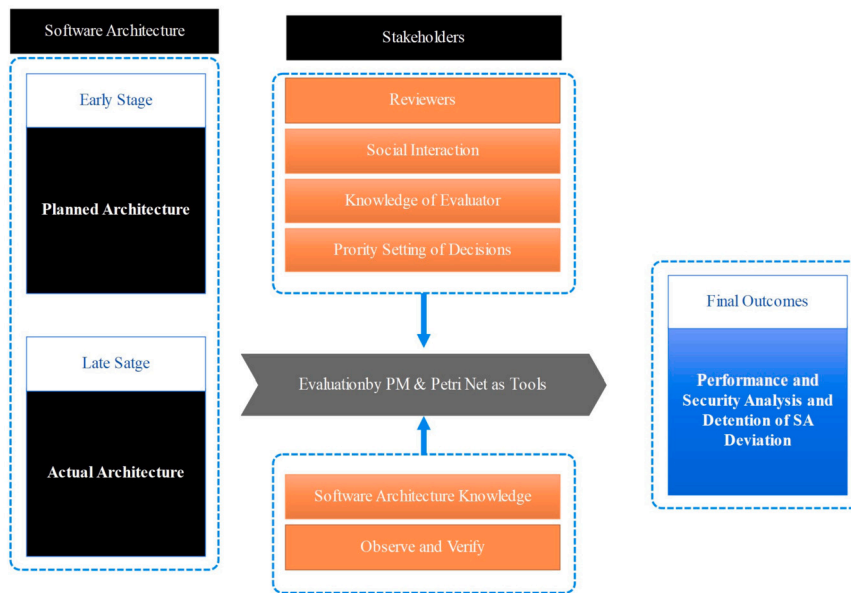 Software Architecture
Early Stage
Planned Architecture
Late Satge
Actual Architecture
Stakeholders
Reviewers
Social Interaction
Knowledge of Evaluator
Prority Setting of Decisions
Evaluationby PM & Petri Net as Tools
Software Architecture Knowledge
Observe and Verify
Final Outcomes
Performance and
Security Analysis and
Detention of SA
Deviation